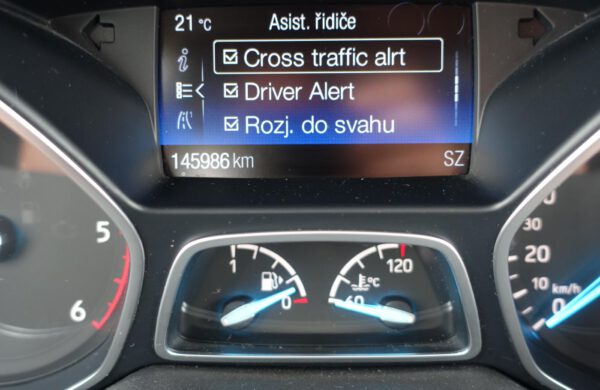 21 °C Asist. řidiče
Cross traffic alrt
Driver Alert
Rozj. do svahu
145986 km SZ
5
6
1
0
60
°C
120
30
20
10
0
km/h